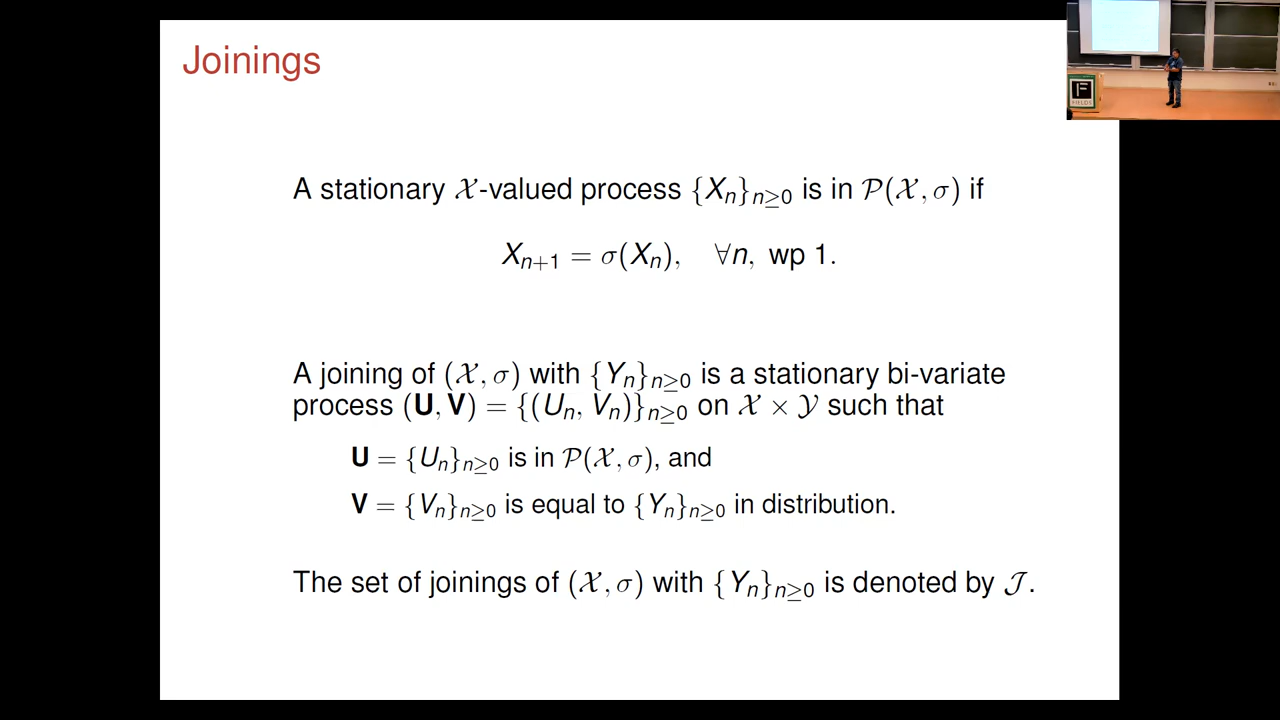 Joinings
A stationary 𝒳-valued process {Xₙ}ₙ≥₀ is in 𝒫(𝒳, σ) if
Xₙ₊₁ = σ(Xₙ), ∀n, wp 1.
A joining of (𝒳, σ) with {Yₙ}ₙ≥₀ is a stationary bi-variate
process (𝐔, 𝐕) = {(Uₙ, Vₙ)}ₙ≥₀ on 𝒳 × 𝒴 such that
𝐔 = {Uₙ}ₙ≥₀ is in 𝒫(𝒳, σ), and
𝐕 = {Vₙ}ₙ≥₀ is equal to {Yₙ}ₙ≥₀ in distribution.
The set of joinings of (𝒳, σ) with {Yₙ}ₙ≥₀ is denoted by 𝒥.
F
FIELDS